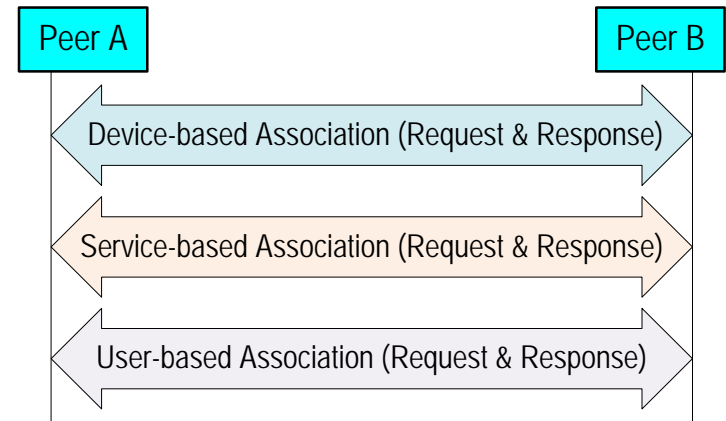 Peer A
Peer B
Device-based Association (Request & Response)
Service-based Association (Request & Response)
User-based Association (Request & Response)